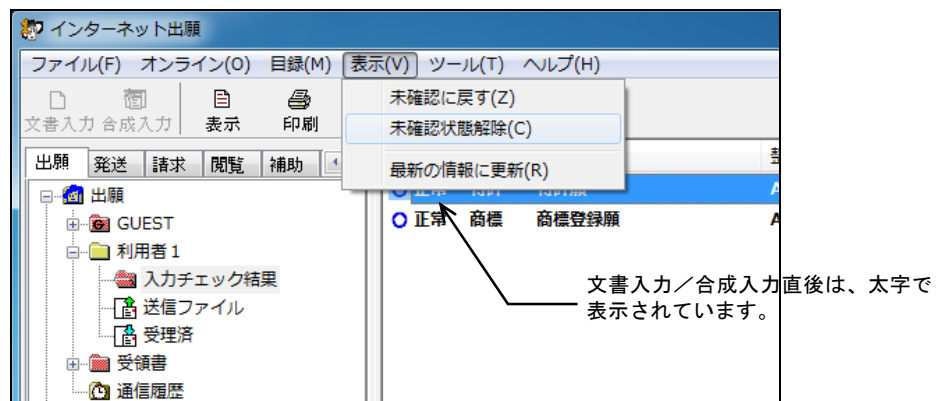 インターネット出願
ファイル(F) オンライン(O) 目録(M) 表示(V) ツール(T) ヘルプ(H)
文書入力 合成入力 表示 印刷
未確認に戻す(Z)
未確認状態解除(C)
最新の情報に更新(R)
出願 発送 請求 閲覧 補助
出願
GUEST
利用者1
入力チェック結果
送信ファイル
受理済
受領書
通信履歴
正常 特許 特許願 A
正常 商標 商標登録願 A
文書入力／合成入力直後は、太字で
表示されています。